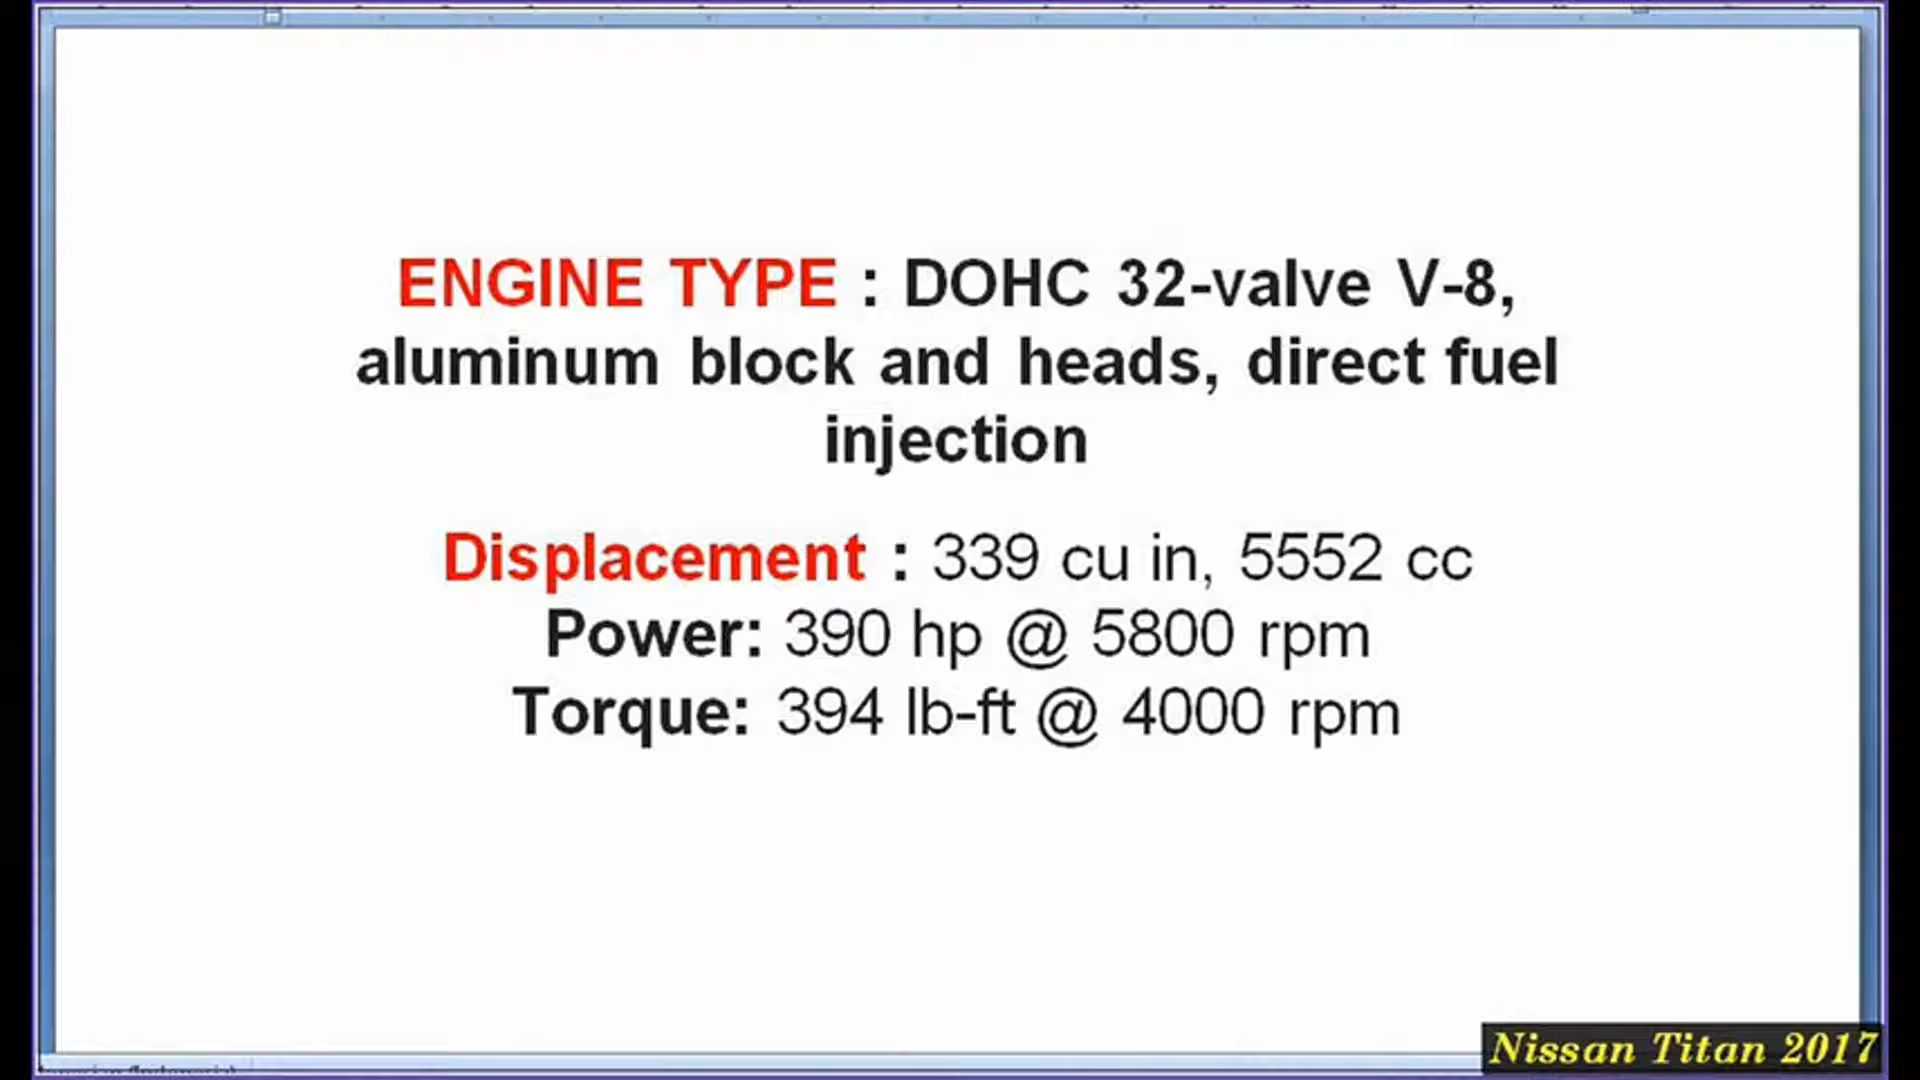 ENGINE TYPE : DOHC 32-valve V-8,
aluminum block and heads, direct fuel
injection
Displacement : 339 cu in, 5552 cc
Power: 390 hp @ 5800 rpm
Torque: 394 lb-ft @ 4000 rpm
Nissan Titan 2017